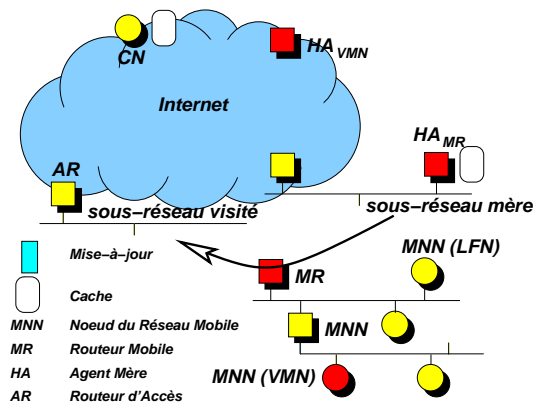 CN
HA VMN
Internet
HA MR
AR
sous-réseau visité
sous-réseau mère
MNN (LFN)
MR
Mise-à-jour
Cache
MNN
MNN Noeud du Réseau Mobile
MR Routeur Mobile
MNN (VMN)
HA Agent Mère
AR Routeur d'Accès